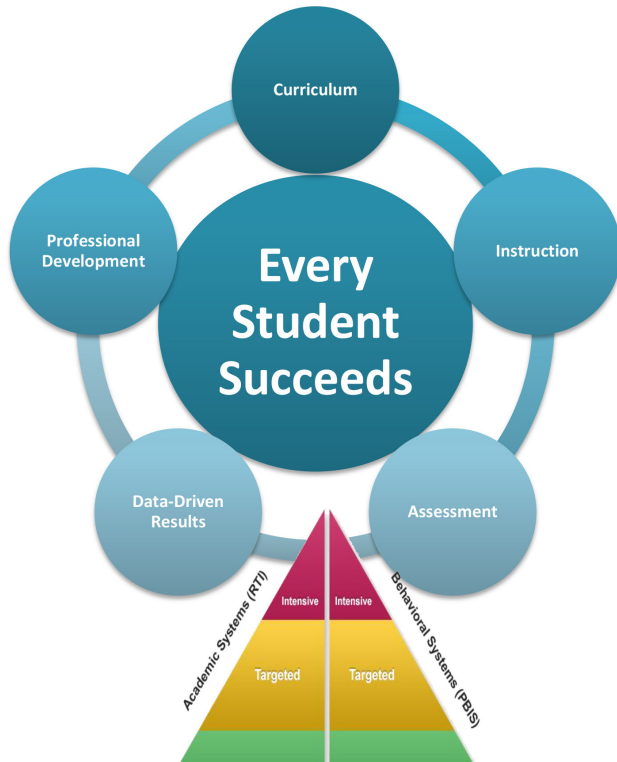 Curriculum
Professional
Development
Every
Student
Succeeds
Instruction
Data-Driven
Results
Assessment
Academic Systems (RTI)
Behavioral Systems (PBIS)
Intensive
Intensive
Targeted
Targeted